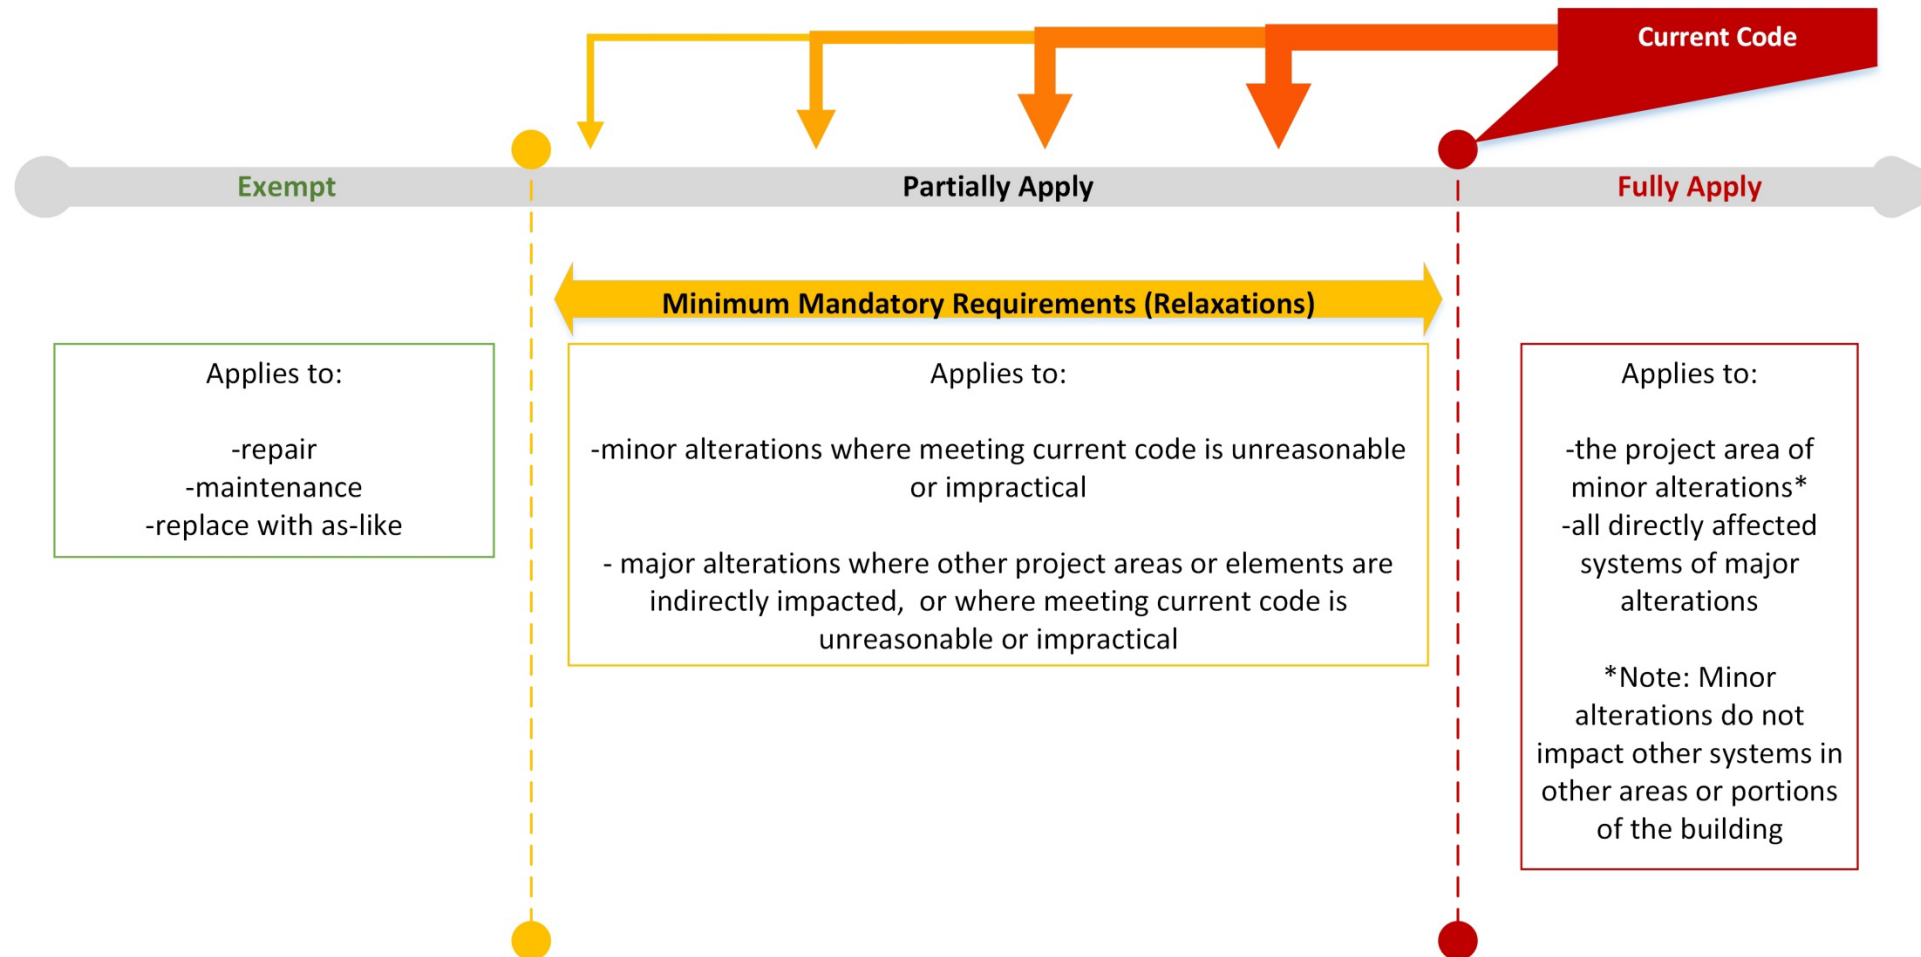 Current Code
Exempt
Partially Apply
Fully Apply
Minimum Mandatory Requirements (Relaxations)
Applies to:
-repair
-maintenance
-replace with as-like
Applies to:
-minor alterations where meeting current code is unreasonable
or impractical
- major alterations where other project areas or elements are
indirectly impacted,  or where meeting current code is
unreasonable or impractical
Applies to:
-the project area of
minor alterations*
-all directly affected
systems of major
alterations
*Note: Minor
alterations do not
impact other systems in
other areas or portions
of the building